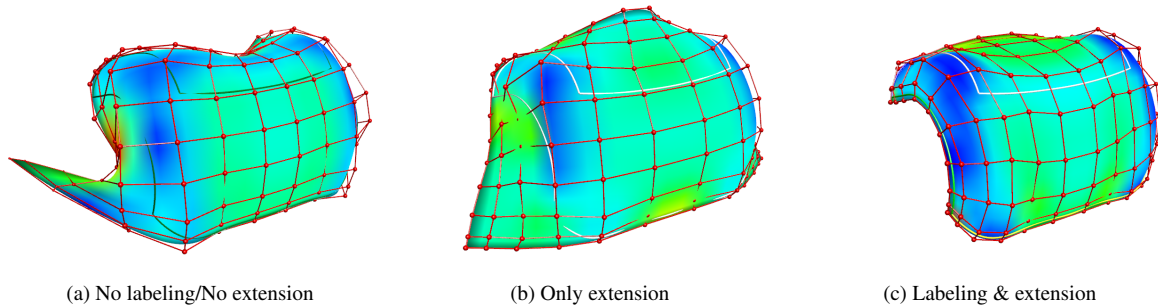 (a) No labeling/No extension
(b) Only extension
(c) Labeling & extension